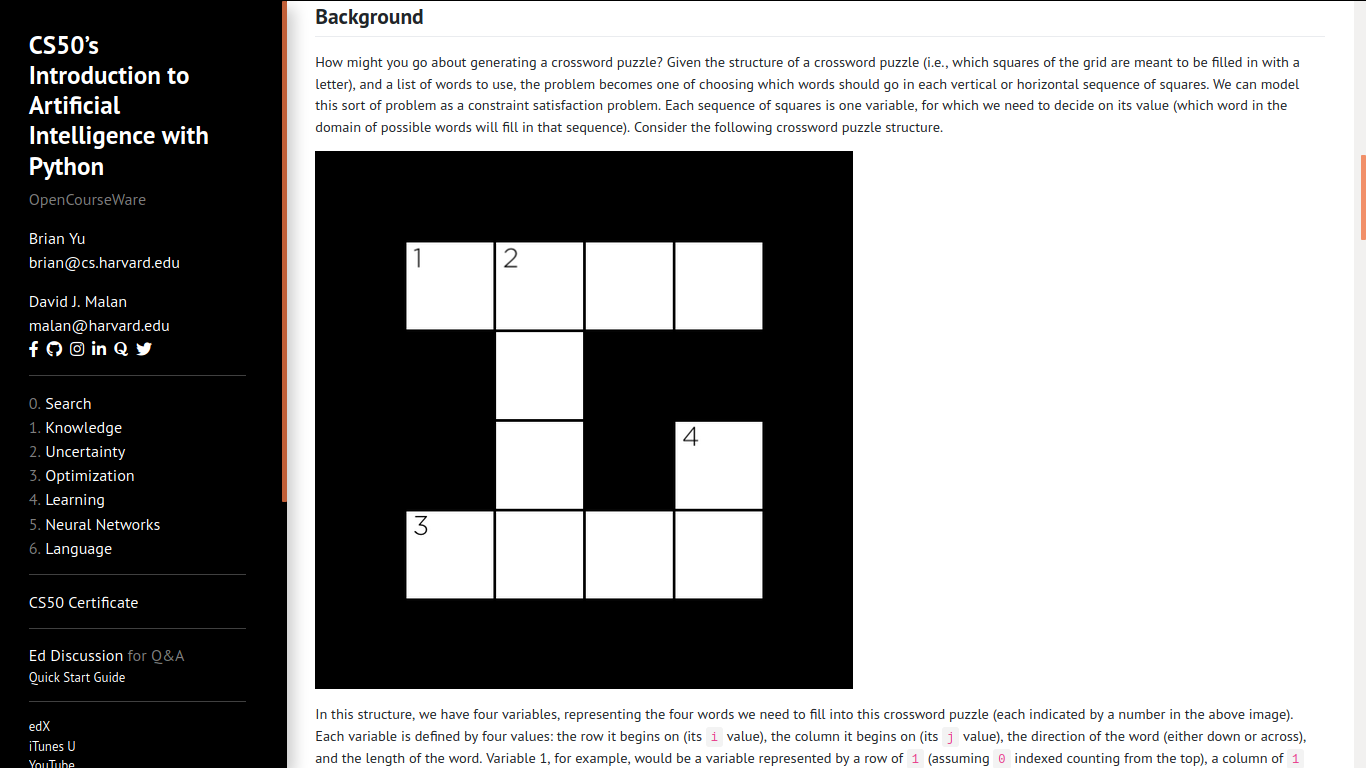 CS50’s
Introduction to
Artificial
Intelligence with
Python
OpenCourseWare
Brian Yu
brian@cs.harvard.edu
David J. Malan
malan@harvard.edu
0. Search
1. Knowledge
2. Uncertainty
3. Optimization
4. Learning
5. Neural Networks
6. Language
CS50 Certificate
Ed Discussion for Q&A
Quick Start Guide
edX
iTunes U
YouTube
Background
How might you go about generating a crossword puzzle? Given the structure of a crossword puzzle (i.e., which squares of the grid are meant to be filled in with a
letter), and a list of words to use, the problem becomes one of choosing which words should go in each vertical or horizontal sequence of squares. We can model
this sort of problem as a constraint satisfaction problem. Each sequence of squares is one variable, for which we need to decide on its value (which word in the
domain of possible words will fill in that sequence). Consider the following crossword puzzle structure.
1 2
4
3
In this structure, we have four variables, representing the four words we need to fill into this crossword puzzle (each indicated by a number in the above image).
Each variable is defined by four values: the row it begins on (its i value), the column it begins on (its j value), the direction of the word (either down or across),
and the length of the word. Variable 1, for example, would be a variable represented by a row of 1 (assuming 0 indexed counting from the top), a column of 1